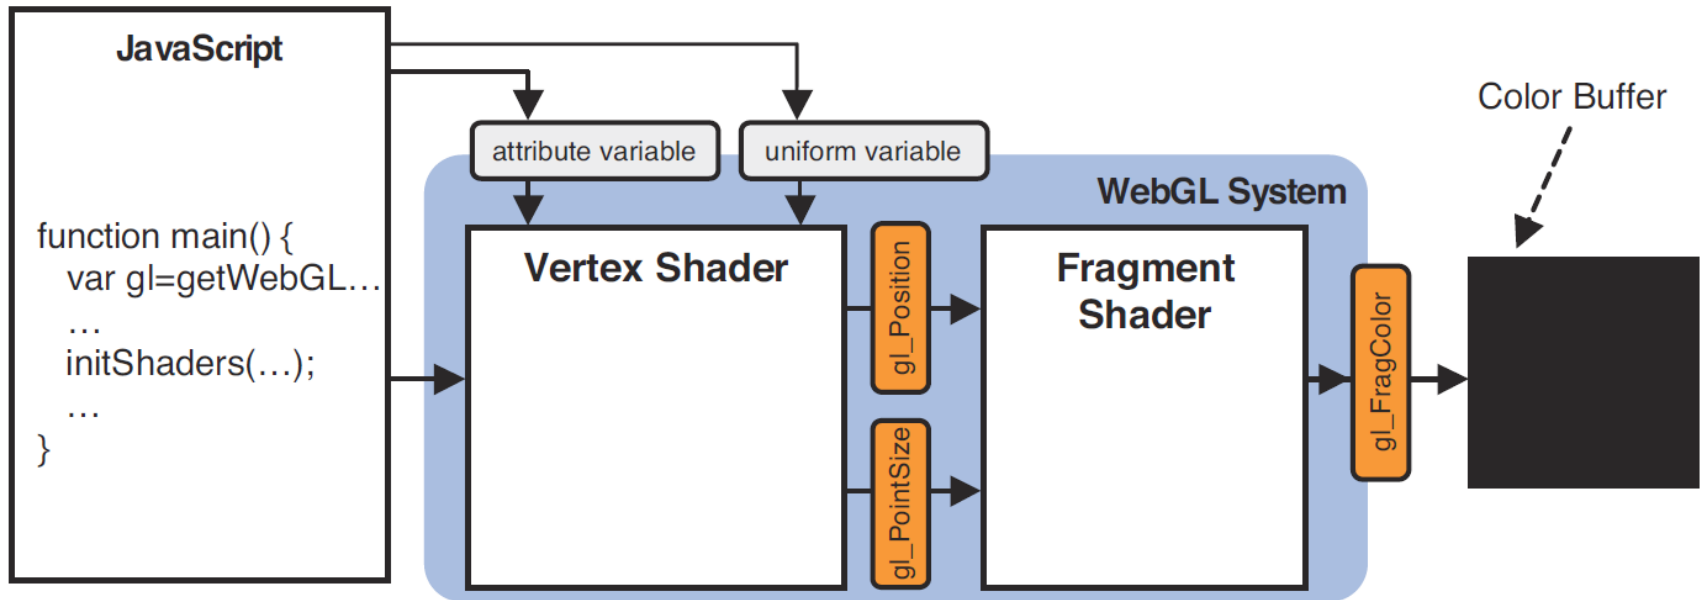 JavaScript
function main() {
var gl=getWebGL…
…
initShaders(…);
…
}
attribute variable
uniform variable
WebGL System
Vertex Shader
gl_Position
gl_PointSize
Fragment
Shader
gl_FragColor
Color Buffer